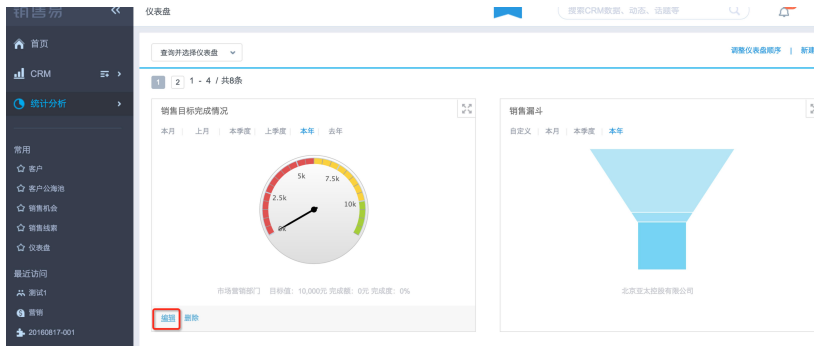 销售易 «
仪表盘
搜索CRM数据、动态、话题等
首页
CRM
统计分析
常用
客户
客户公海池
销售机会
销售线索
仪表盘
最近访问
测试1
营销
20160817-001
查询并选择仪表盘
调整仪表盘顺序 | 新建
1 2 1 - 4 / 共8条
销售目标完成情况
本月 | 上月 | 本季度 | 上季度 | 本年 | 去年
0k
2.5k
5k
7.5k
10k
市场营销部门 目标值：10,000元 完成额：0元 完成度：0%
编辑 删除
销售漏斗
自定义 | 本月 | 本季度 | 本年
北京亚太控股有限公司